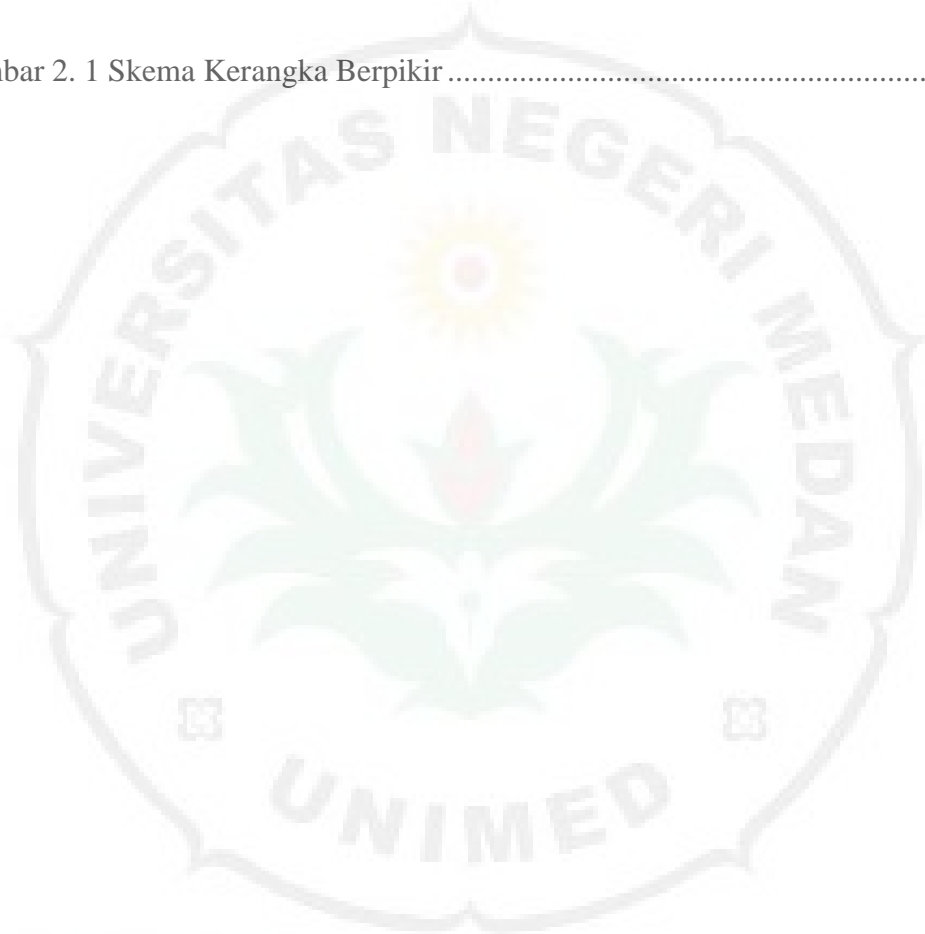 bar 2. 1 Skema Kerangka Berpikir ........................................................
UNIVERSITAS NEGERI MEDAN
UNIMED